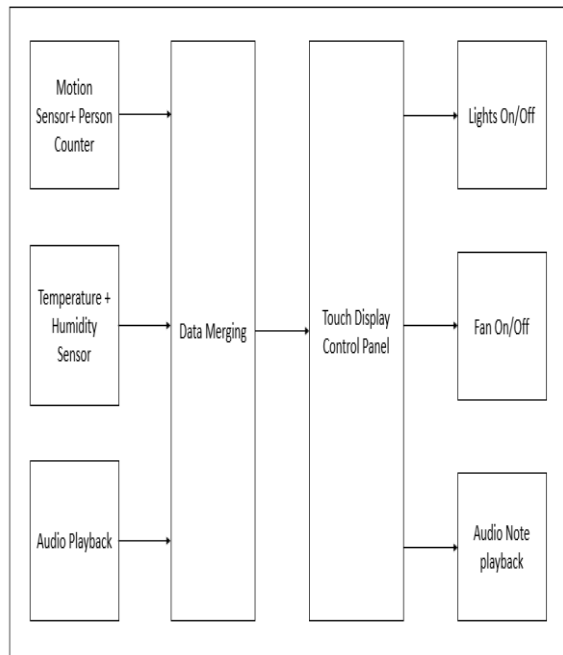 Motion
Sensor+ Person
Counter
Temperature +
Humidity
Sensor
Audio Playback
Data Merging
Touch Display
Control Panel
Lights On/Off
Fan On/Off
Audio Note
playback